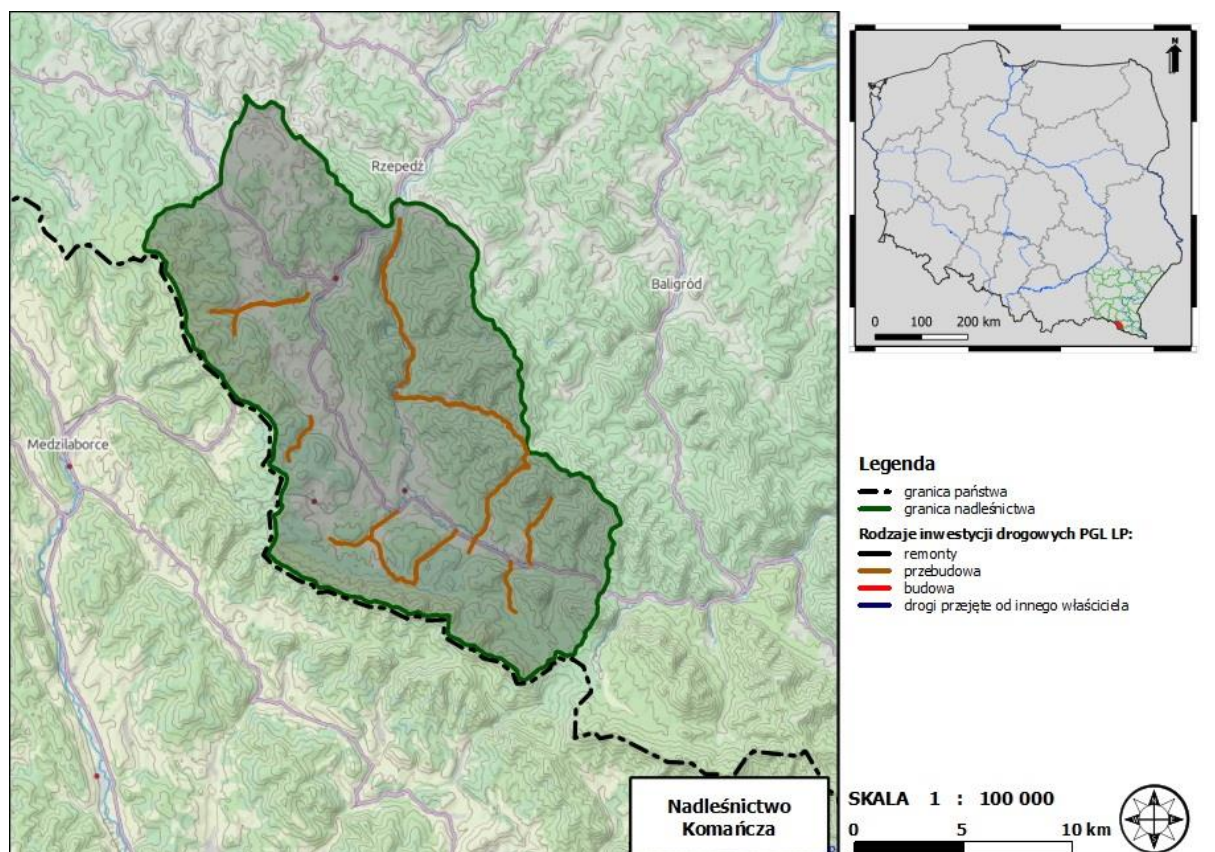 Rzepedź
Baligród
Medzilaborce
Nadleśnictwo
Komańcza
N
0 100 200 km
Legenda
granica państwa
granica nadleśnictwa
Rodzaje inwestycji drogowych PGL LP:
remonty
przebudowa
budowa
drogi przejęte od innego właściciela
SKALA 1 : 100 000
0 5 10 km